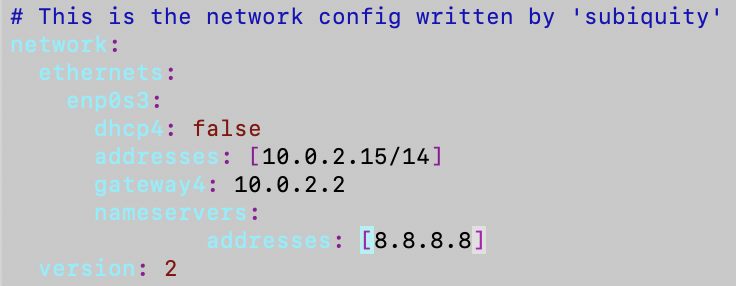 # This is the network config written by 'subiquity'
network:
  ethernets:
    enp0s3:
      dhcp4: false
      addresses: [10.0.2.15/14]
      gateway4: 10.0.2.2
      nameservers:
              addresses: [8.8.8.8]
  version: 2